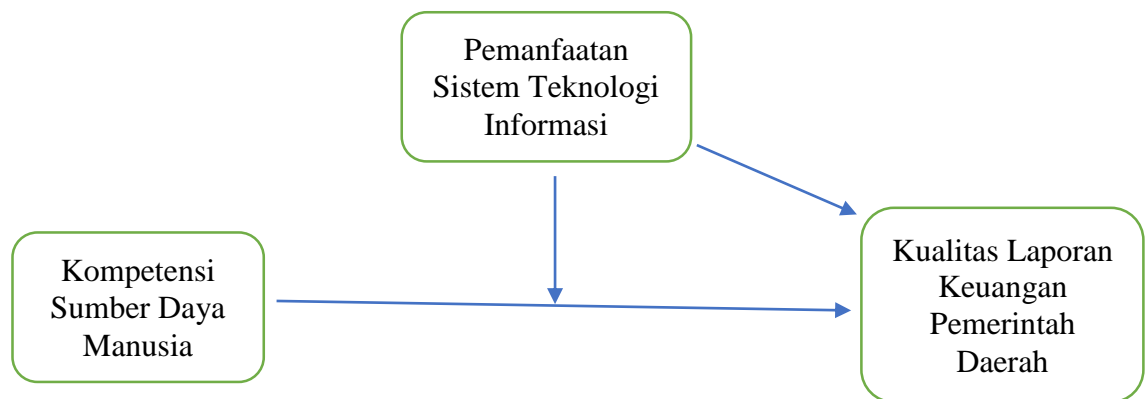 Pemanfaatan
Sistem Teknologi
Informasi
Kompetensi
Sumber Daya
Manusia
Kualitas Laporan
Keuangan
Pemerintah
Daerah